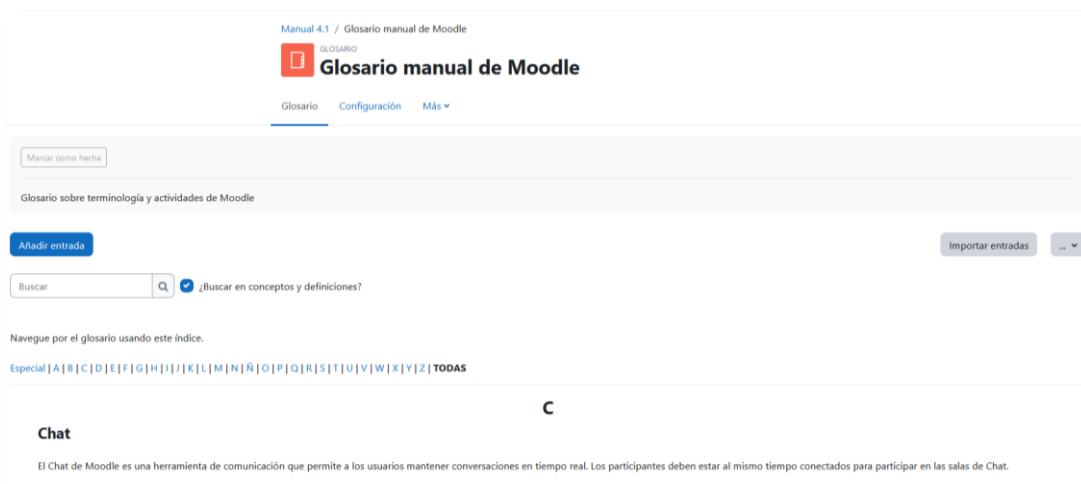 Manual 4.1 / Glosario manual de Moodle
GLOSARIO
Glosario manual de Moodle
Glosario Configuración Más
Marcar como hecha
Glosario sobre terminología y actividades de Moodle
Añadir entrada Importar entradas ...
Buscar ¿Buscar en conceptos y definiciones?
Navegue por el glosario usando este índice.
Especial | A | B | C | D | E | F | G | H | I | J | K | L | M | N | Ñ | O | P | Q | R | S | T | U | V | W | X | Y | Z | TODAS
C
Chat
El Chat de Moodle es una herramienta de comunicación que permite a los usuarios mantener conversaciones en tiempo real. Los participantes deben estar al mismo tiempo conectados para participar en las salas de Chat.